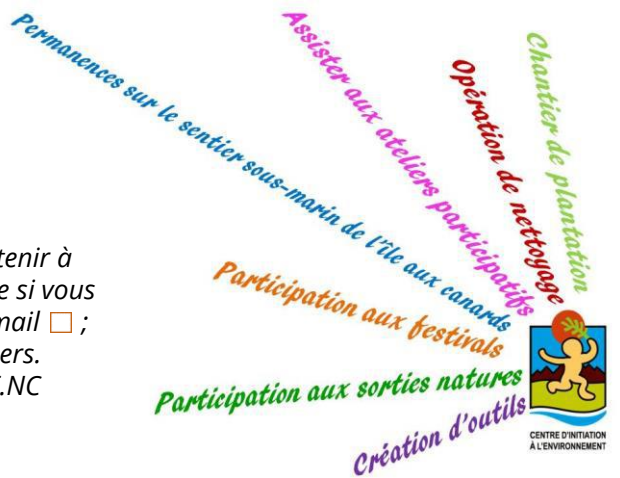 Permanences sur le sentier sous-marin de l'île aux canards
Assister aux ateliers participatifs
Opération de nettoyage
Chantier de plantation
tenir à
e si vous
mail ☐ ;
ers.
.NC
Participation aux festivals
Participation aux sorties natures
Création d'outils
CENTRE D'INITIATION
À L'ENVIRONNEMENT